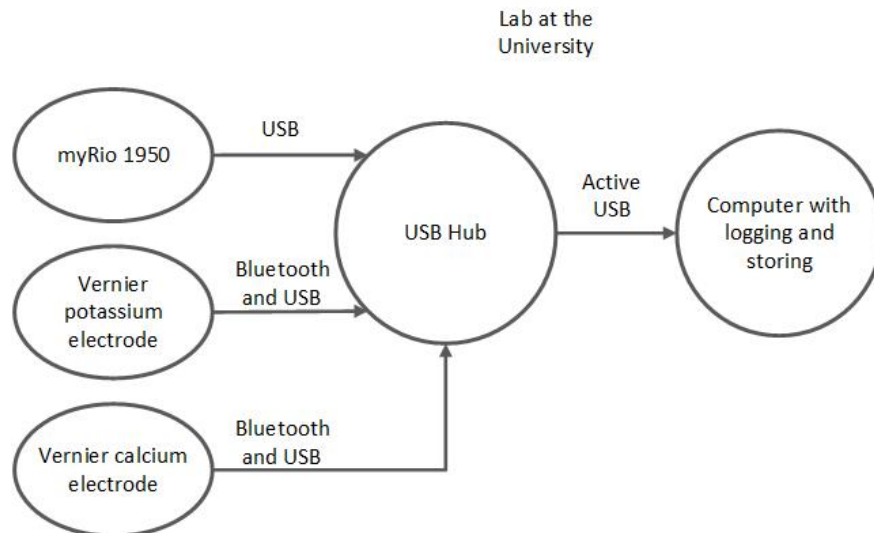 Lab at the
University
myRio 1950
USB
USB Hub
Active
USB
Computer with
logging and
storing
Vernier
potassium
electrode
Bluetooth
and USB
Vernier calcium
electrode
Bluetooth
and USB